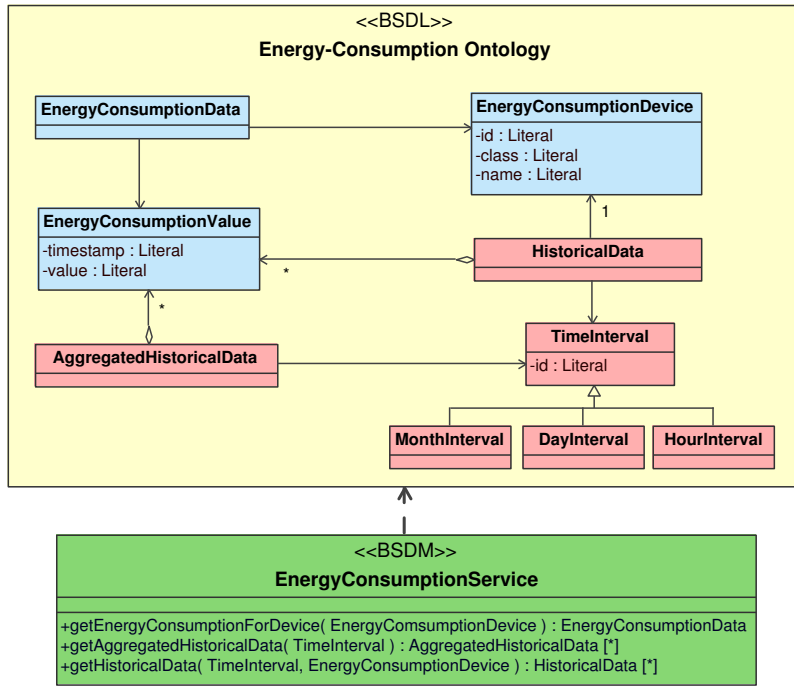 <<BSDL>>
Energy-Consumption Ontology
EnergyConsumptionData
EnergyConsumptionDevice
-id : Literal
-class : Literal
-name : Literal
EnergyConsumptionValue
-timestamp : Literal
-value : Literal
1
HistoricalData
*
*
AggregatedHistoricalData
TimeInterval
-id : Literal
MonthInterval
DayInterval
HourInterval
<<BSDM>>
EnergyConsumptionService
+getEnergyConsumptionForDevice( EnergyComsumptionDevice ) : EnergyConsumptionData
+getAggregatedHistoricalData( TimeInterval ) : AggregatedHistoricalData [*]
+getHistoricalData( TimeInterval, EnergyConsumptionDevice ) : HistoricalData [*]